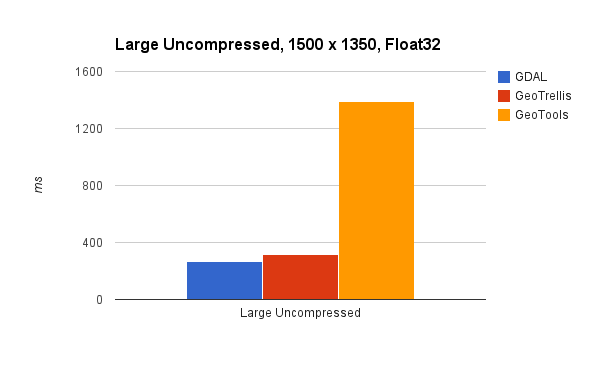 Large Uncompressed, 1500 x 1350, Float32
1600
1200
800
400
0
ms
Large Uncompressed
GDAL
GeoTrellis
GeoTools